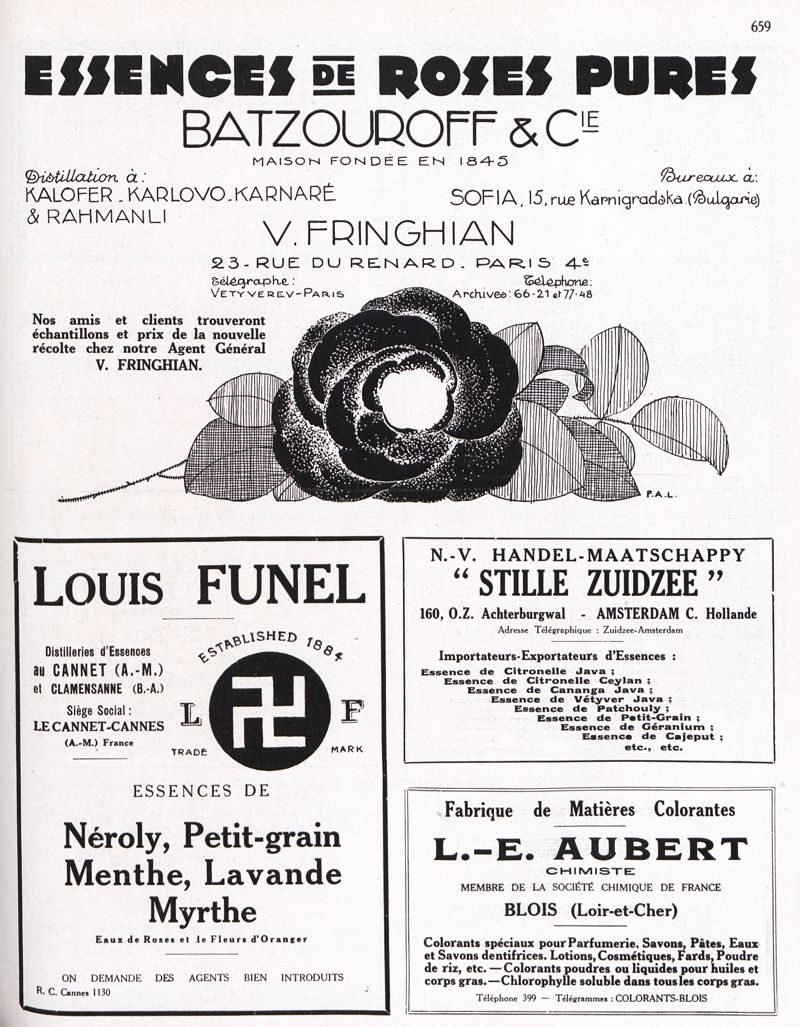 659
ESSENCES DE ROSES PURES
BATZOUROFF & CIE
MAISON FONDÉE EN 1845
Distillation à:
KALOFER-KARLOVO-KARNARÉ
& RAHMANLI
Bureaux à:
SOFIA, 15, rue Karnigradska (Bulgarie)
V. FRINGHIAN
23-RUE DU RENARD. PARIS 4e
Télégraphe:
VETYVEREV-PARIS
Téléphone:
Archives: 66-21 et 77-48
Nos amis et clients trouveront
échantillons et prix de la nouvelle
récolte chez notre Agent Général
V. FRINGHIAN.
P.A.L.
LOUIS FUNEL
Distilleries d'Essences
au CANNET (A.-M.)
et CLAMENSANNE (B.-A.)
Siège Social :
LE CANNET-CANNES
(A.-M.) France
ESTABLISHED 1884
L F
TRADE MARK
ESSENCES DE
Néroly, Petit-grain
Menthe, Lavande
Myrthe
Eaux de Roses et de Fleurs d'Oranger
ON DEMANDE DES AGENTS BIEN INTRODUITS
R. C. Cannes 1130
N.-V. HANDEL-MAATSCHAPPY
“ STILLE ZUIDZEE ”
160, O.Z. Achterburgwal - AMSTERDAM C. Hollande
Adresse Télégraphique : Zuidzee-Amsterdam
Importateurs-Exportateurs d'Essences :
Essence de Citronelle Java ;
Essence de Citronelle Ceylan ;
Essence de Cananga Java ;
Essence de Vétyver Java ;
Essence de Patchouly ;
Essence de Petit-Grain ;
Essence de Géranium ;
Essence de Cajeput ;
etc., etc.
Fabrique de Matières Colorantes
L.-E. AUBERT
CHIMISTE
MEMBRE DE LA SOCIÉTÉ CHIMIQUE DE FRANCE
BLOIS (Loir-et-Cher)
Colorants spéciaux pour Parfumerie, Savons, Pâtes, Eaux
et Savons dentifrices. Lotions, Cosmétiques, Fards, Poudre
de riz, etc. — Colorants poudres ou liquides pour huiles et
corps gras. — Chlorophylle soluble dans tous les corps gras.
Téléphone 399 — Télégrammes : COLORANTS-BLOIS